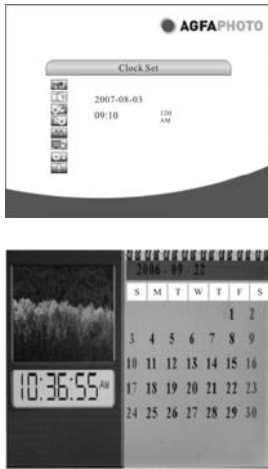 AGFAPHOTO
Clock Set
2007-08-03
09:10
12H
AM
2006-09-22
S M T W T F S
1 2
3 4 5 6 7 8 9
10 11 12 13 14 15 16
10:36:55 AM
17 18 19 20 21 22 23
24 25 26 27 28 29 30